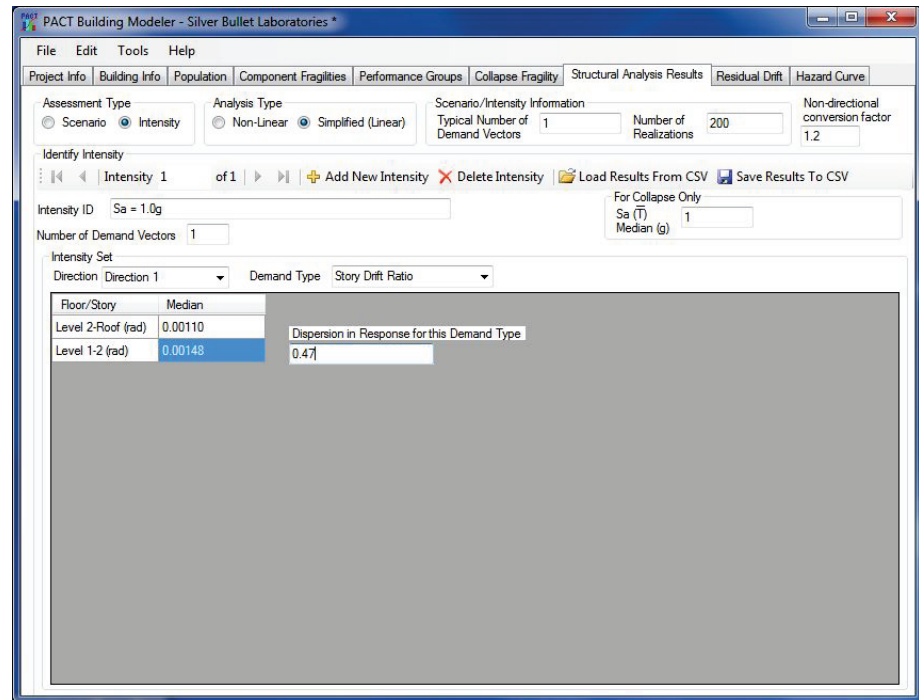 PACT Building Modeler - Silver Bullet Laboratories *
File Edit Tools Help
Project Info Building Info Population Component Fragilities Performance Groups Collapse Fragility Structural Analysis Results Residual Drift Hazard Curve
Assessment Type
Scenario Intensity
Analysis Type
Non-Linear Simplified (Linear)
Scenario/Intensity Information
Typical Number of
Demand Vectors
1
Number of
Realizations
200
Non-directional
conversion factor
1.2
Identify Intensity
Intensity 1 of 1 Add New Intensity Delete Intensity Load Results From CSV Save Results To CSV
Intensity ID Sa = 1.0g
For Collapse Only
Sa (T̅)
Median (g)
1
Number of Demand Vectors 1
Intensity Set
Direction Direction 1 Demand Type Story Drift Ratio
Floor/Story Median
Level 2-Roof (rad) 0.00110
Level 1-2 (rad) 0.00148
Dispersion in Response for this Demand Type
0.47